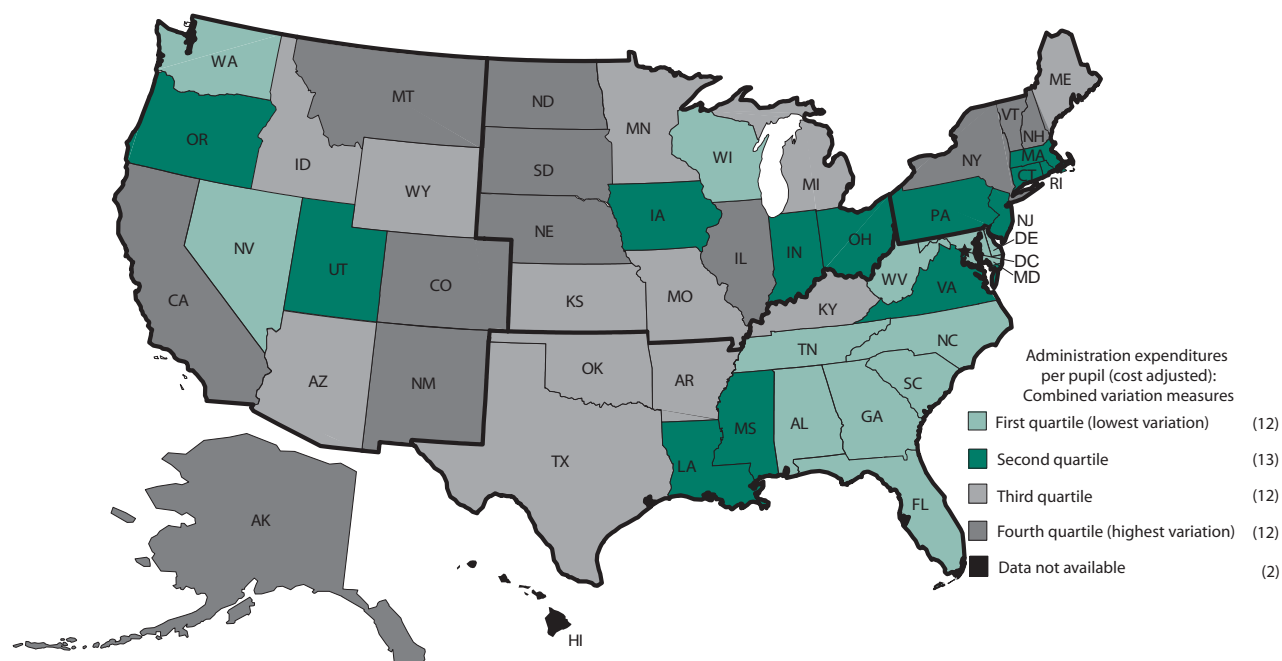 WA
OR
CA
NV
ID
MT
WY
UT
CO
AZ
NM
ND
SD
NE
KS
OK
TX
MN
IA
MO
AR
LA
WI
IL
MI
IN
OH
KY
TN
MS
AL
GA
FL
SC
NC
VA
WV
PA
NY
VT
NH
ME
MA
CT
RI
NJ
DE
DC
MD
AK
HI
Administration expenditures
per pupil (cost adjusted):
Combined variation measures
First quartile (lowest variation) (12)
Second quartile (13)
Third quartile (12)
Fourth quartile (highest variation) (12)
Data not available (2)